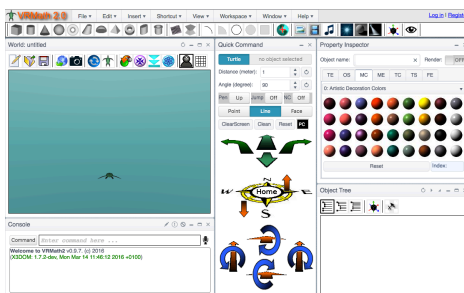 VRMath 2.0
File ▾ Edit ▾ Insert ▾ Shortcut ▾ View ▾ Workspace ▾ Window ▾ Help ▾
Log in | Regist
World: untitled
Quick Command
Turtle no object selected
Distance (meter): 1
Angle (degree): 90
Pen Up Jump Off NC Off
Point Line Face
ClearScreen Clean Reset PC
N
W Home E
S
Property Inspector
Object name: × Render: OFF
TE OS MC ME TC TS FE
0: Artistic Decoration Colors
Reset Index:
Object Tree
Console
Command Enter command here ...
Welcome to VRMath2 v0.9.7. (c) 2016
(X3DOM: 1.7.2-dev, Mon Mar 14 11:46:12 2016 +0100)